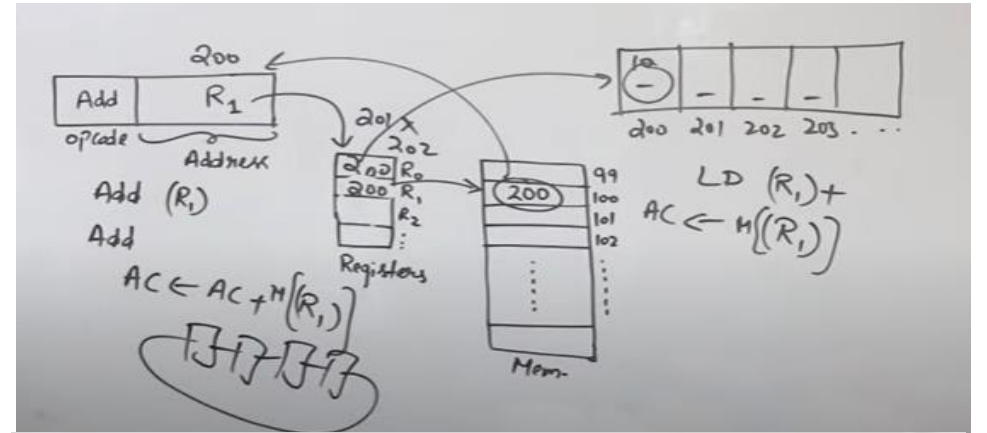 200
Add R1
opcode Address
Add (R1)
Add
AC ← AC + M[(R1)]
201 ×
202
200 R0
200 R1
R2
⋮
Registers
99
200 100
101
102
Mem.
10
– – – –
200 201 202 203 . . .
LD (R1)+
AC ← M[(R1)]